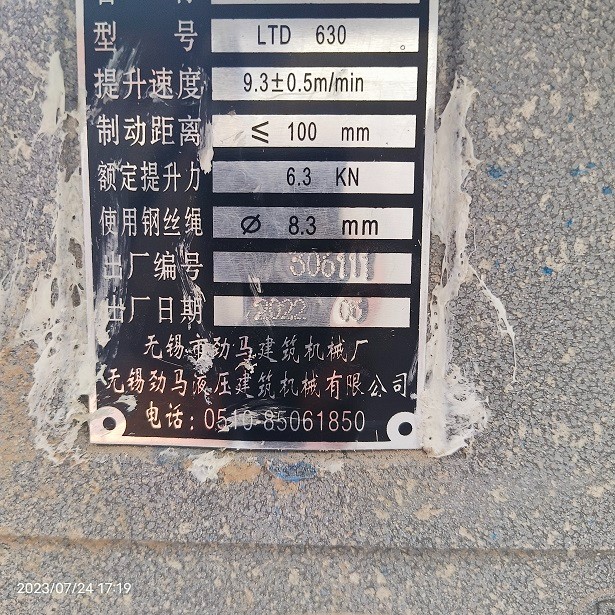 型 号 LTD 630
提升速度 9.3±0.5m/min
制动距离 ≤ 100 mm
额定提升力 6.3 KN
使用钢丝绳 Ø 8.3 mm
出厂编号 306111
出厂日期 2022 01
无锡市劲马建筑机械厂
无锡劲马液压建筑机械有限公司
电话：0510-85061850
2023/07/24 17:19